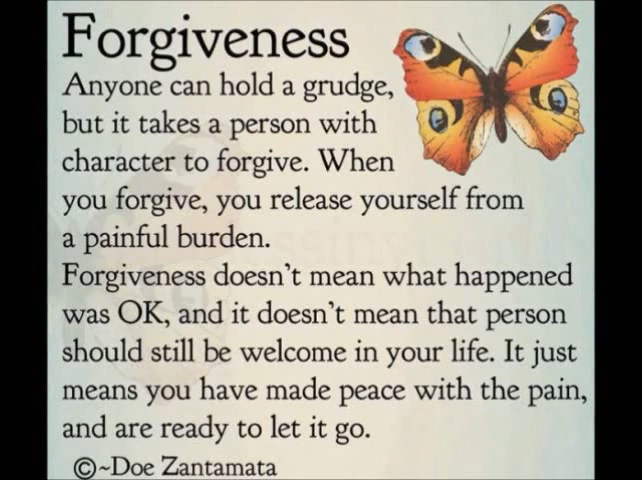 Forgiveness
Anyone can hold a grudge,
but it takes a person with
character to forgive. When
you forgive, you release yourself from
a painful burden.
Forgiveness doesn't mean what happened
was OK, and it doesn't mean that person
should still be welcome in your life. It just
means you have made peace with the pain,
and are ready to let it go.
©~Doe Zantamata